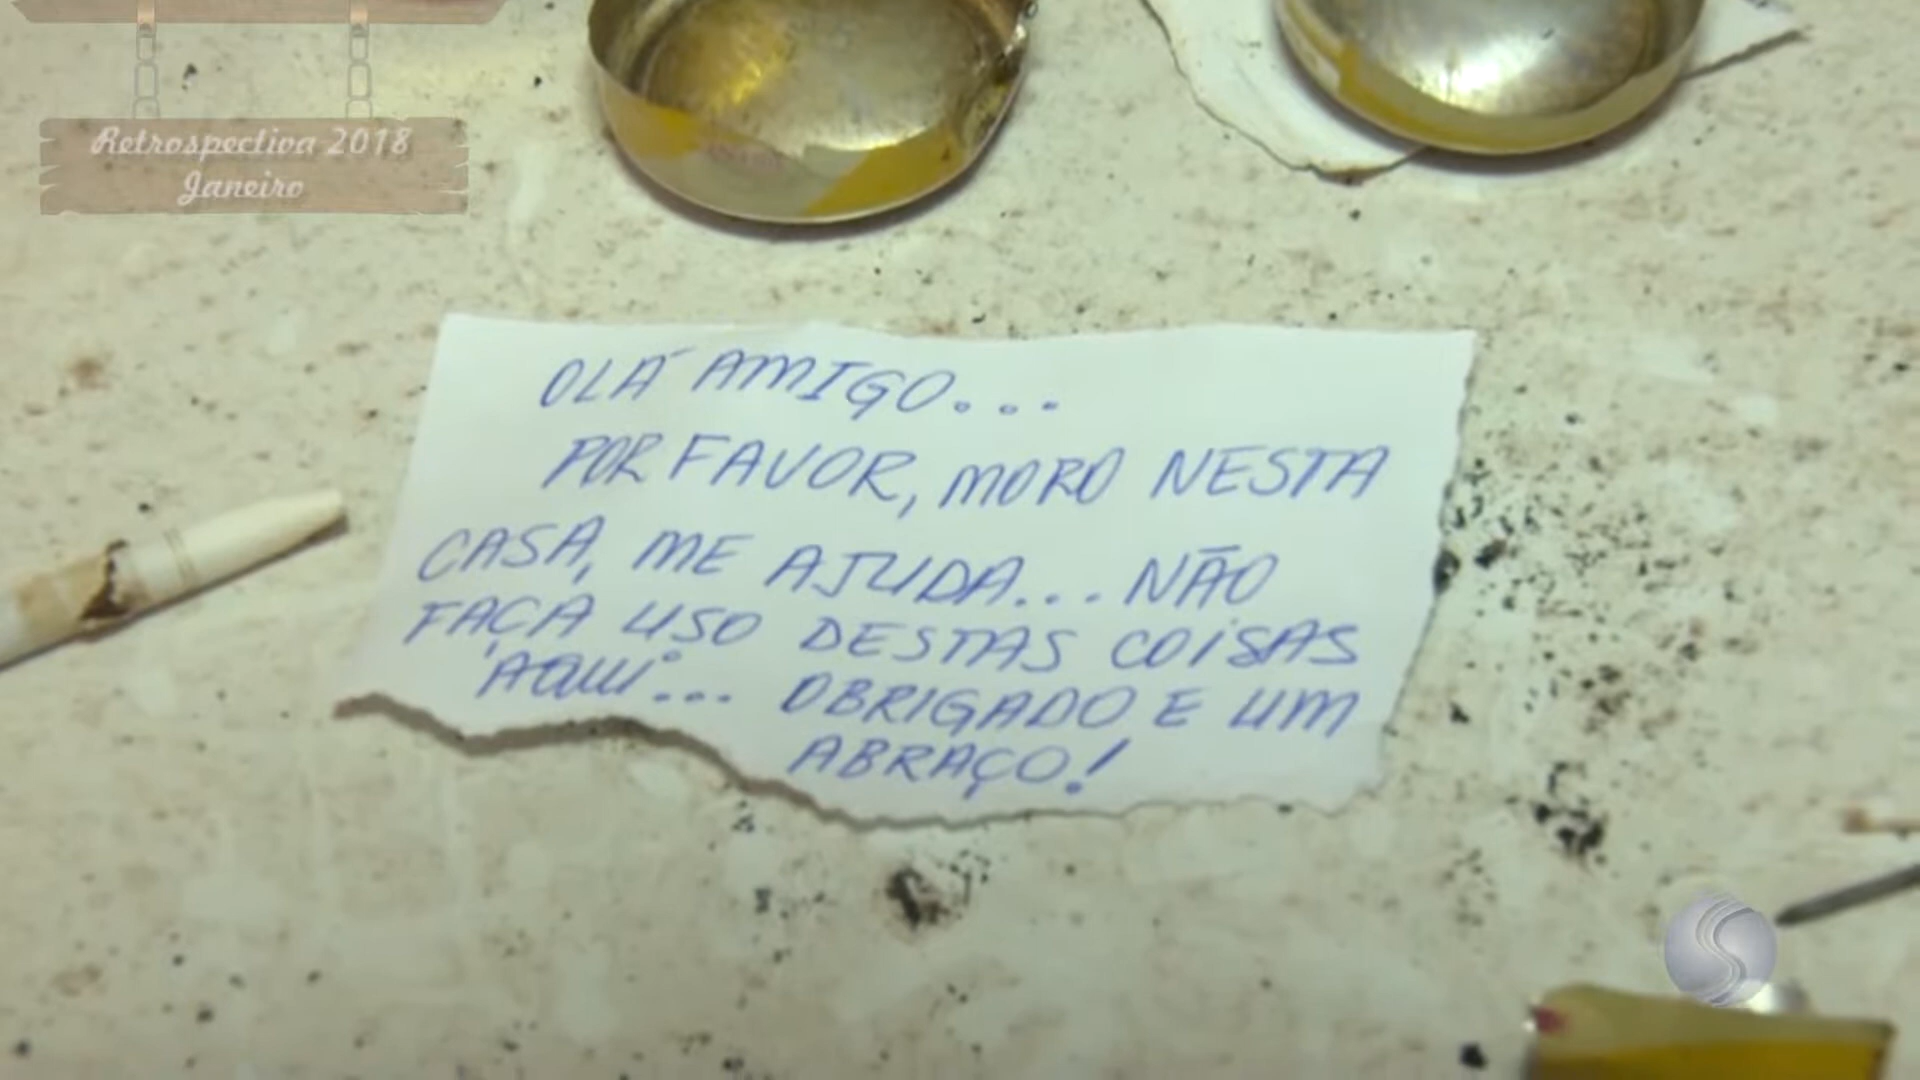 Retrospectiva 2018
Janeiro
OLÁ AMIGO...
POR FAVOR, MORO NESTA
CASA, ME AJUDA... NÃO
FAÇA USO DESTAS COISAS
AQUI... OBRIGADO E UM
ABRAÇO!